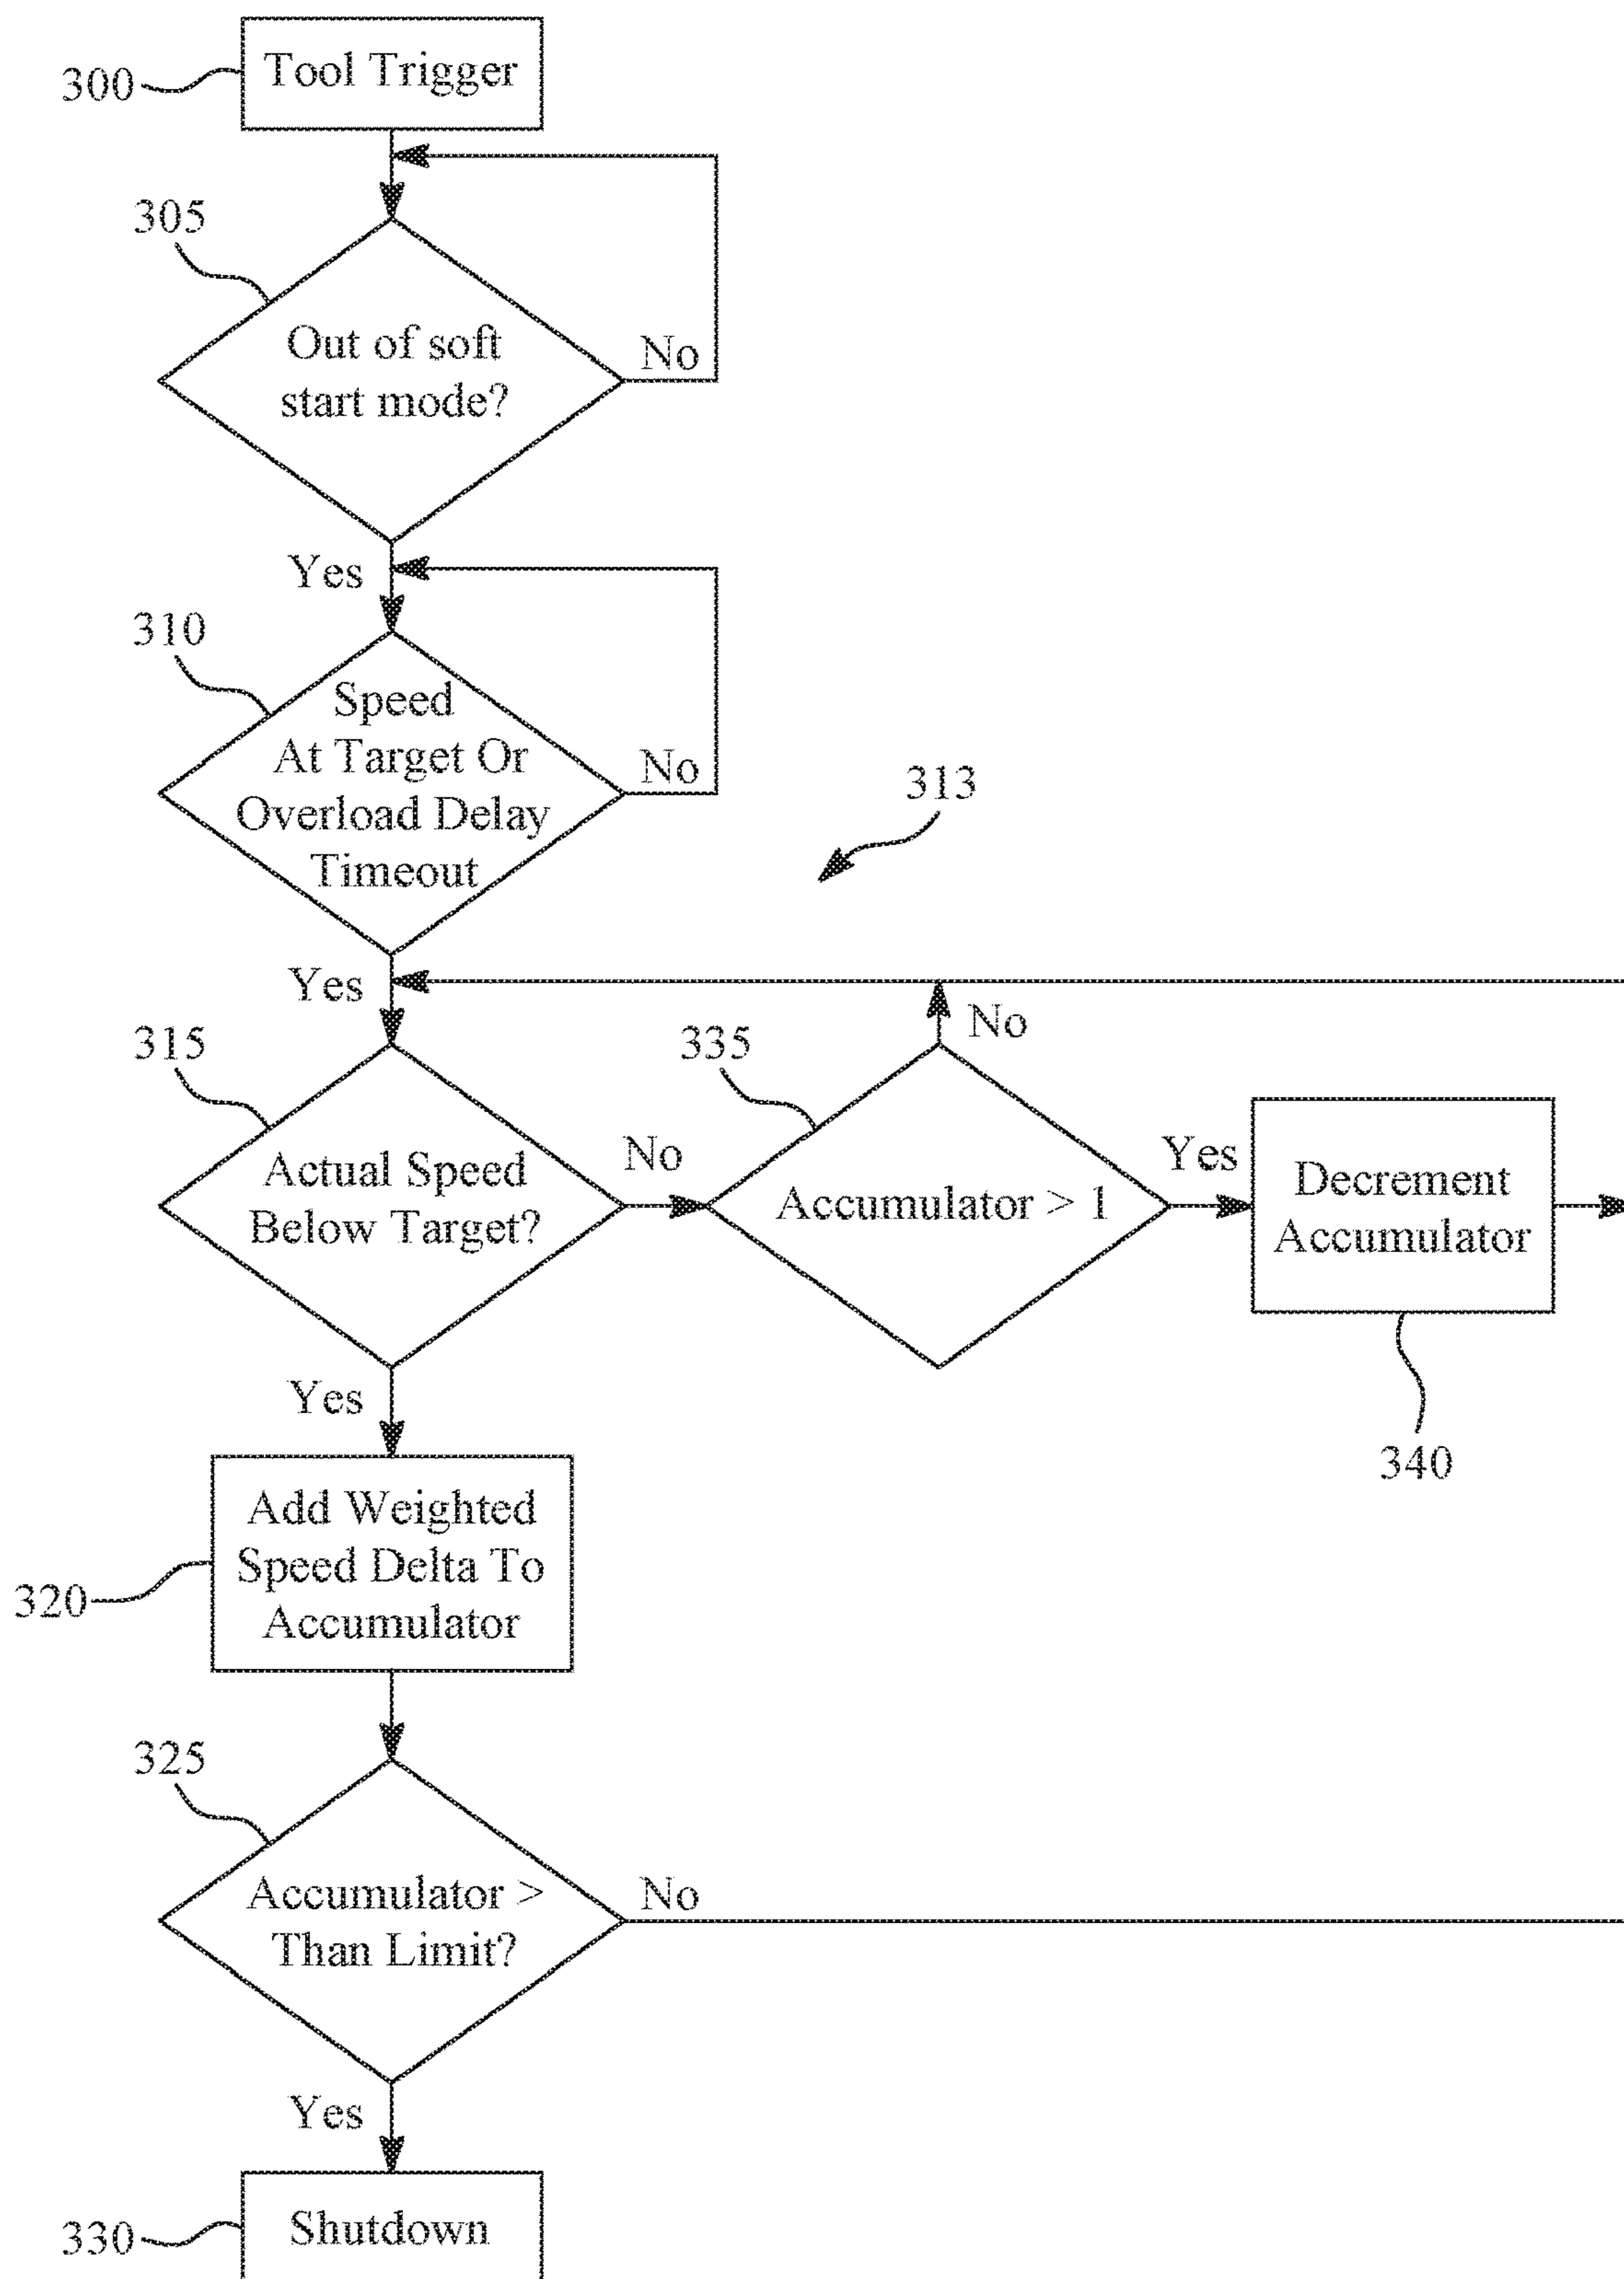 300
Tool Trigger
305
Out of soft
start mode?
No
Yes
310
Speed
At Target Or
Overload Delay
Timeout
No
313
Yes
315
Actual Speed
Below Target?
No
335
No
Accumulator > 1
Yes
Decrement
Accumulator
340
Yes
320
Add Weighted
Speed Delta To
Accumulator
325
Accumulator >
Than Limit?
No
Yes
330
Shutdown